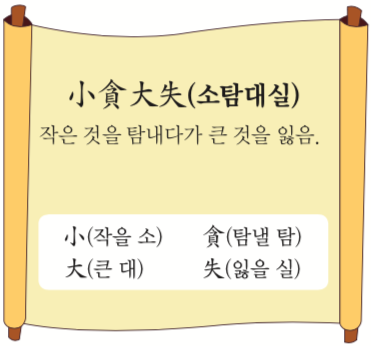 小貪大失(소탐대실)
작은 것을 탐내다가 큰 것을 잃음.
小(작을 소) 貪(탐낼 탐)
大(큰 대) 失(잃을 실)